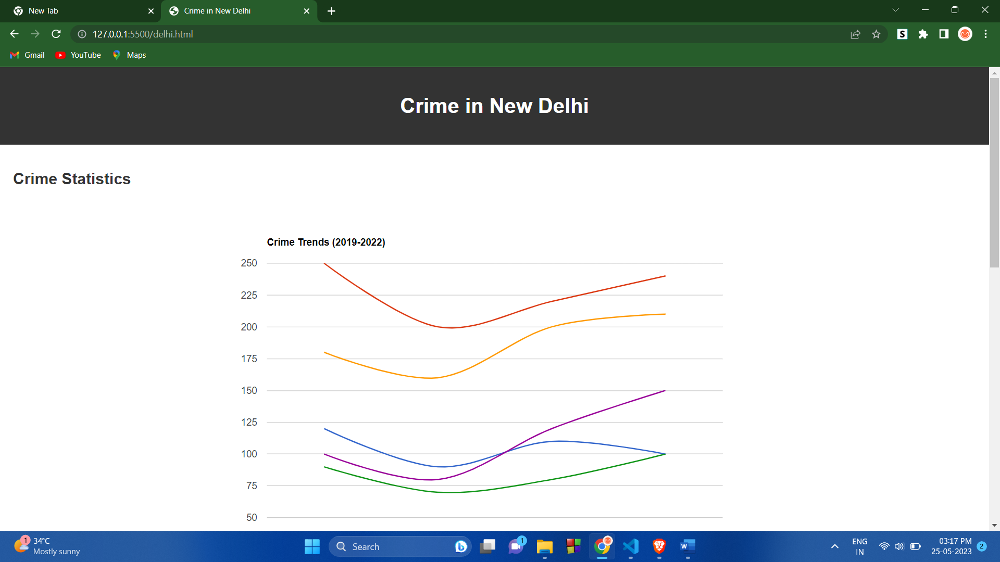 New Tab
Crime in New Delhi
127.0.0.1:5500/delhi.html
S
Gmail
YouTube
Maps
Crime in New Delhi
Crime Statistics
Crime Trends (2019-2022)
250
225
200
175
150
125
100
75
50
1
34°C
Mostly sunny
Search
1
W
ENG
IN
03:17 PM
25-05-2023
2